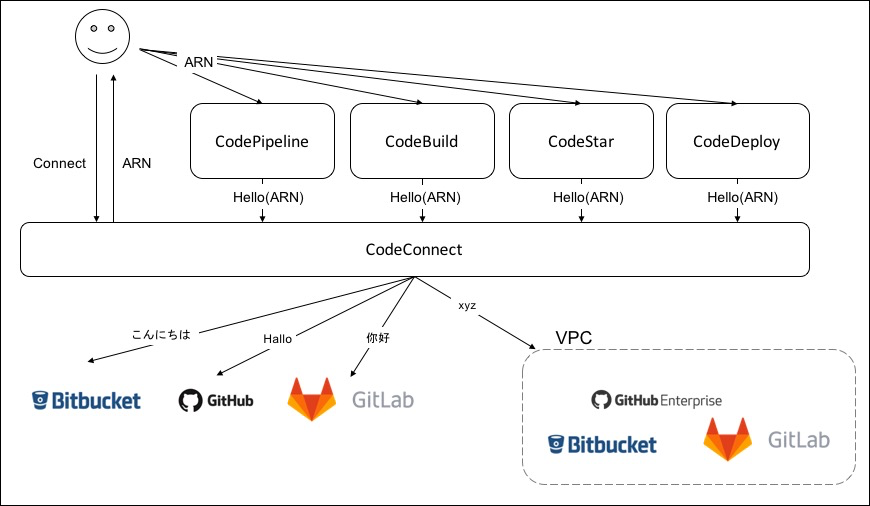 ARN
CodePipeline
CodeBuild
CodeStar
CodeDeploy
Connect
ARN
Hello(ARN)
Hello(ARN)
Hello(ARN)
Hello(ARN)
CodeConnect
こんにちは
Hallo
你好
xyz
VPC
Bitbucket
GitHub
GitLab
GitHub Enterprise
Bitbucket
GitLab